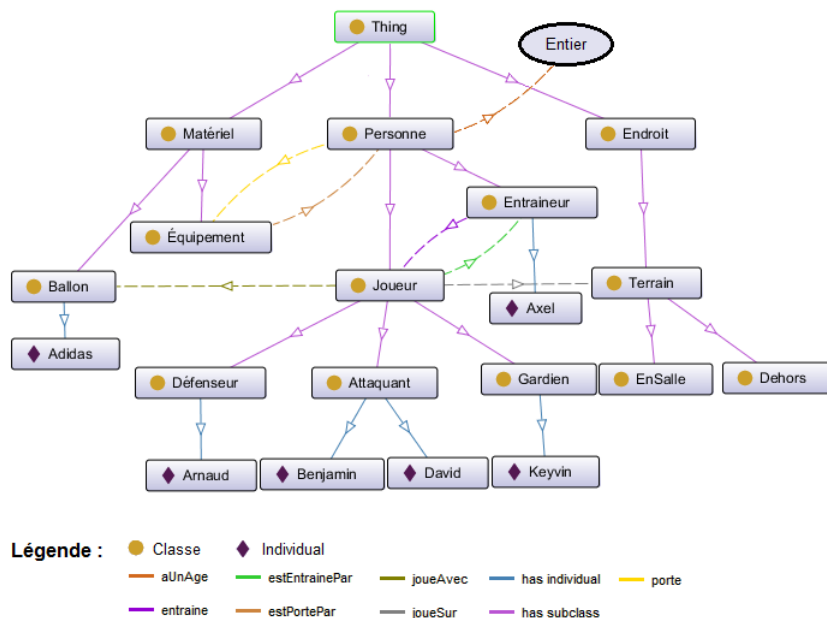 Thing
Entier
Matériel
Personne
Endroit
Entraineur
Équipement
Ballon
Joueur
Terrain
Axel
Adidas
Défenseur
Attaquant
Gardien
EnSalle
Dehors
Arnaud
Benjamin
David
Keyvin
Légende :
Classe
Individual
aUnAge
estEntrainePar
joueAvec
has individual
porte
entraine
estPortePar
joueSur
has subclass